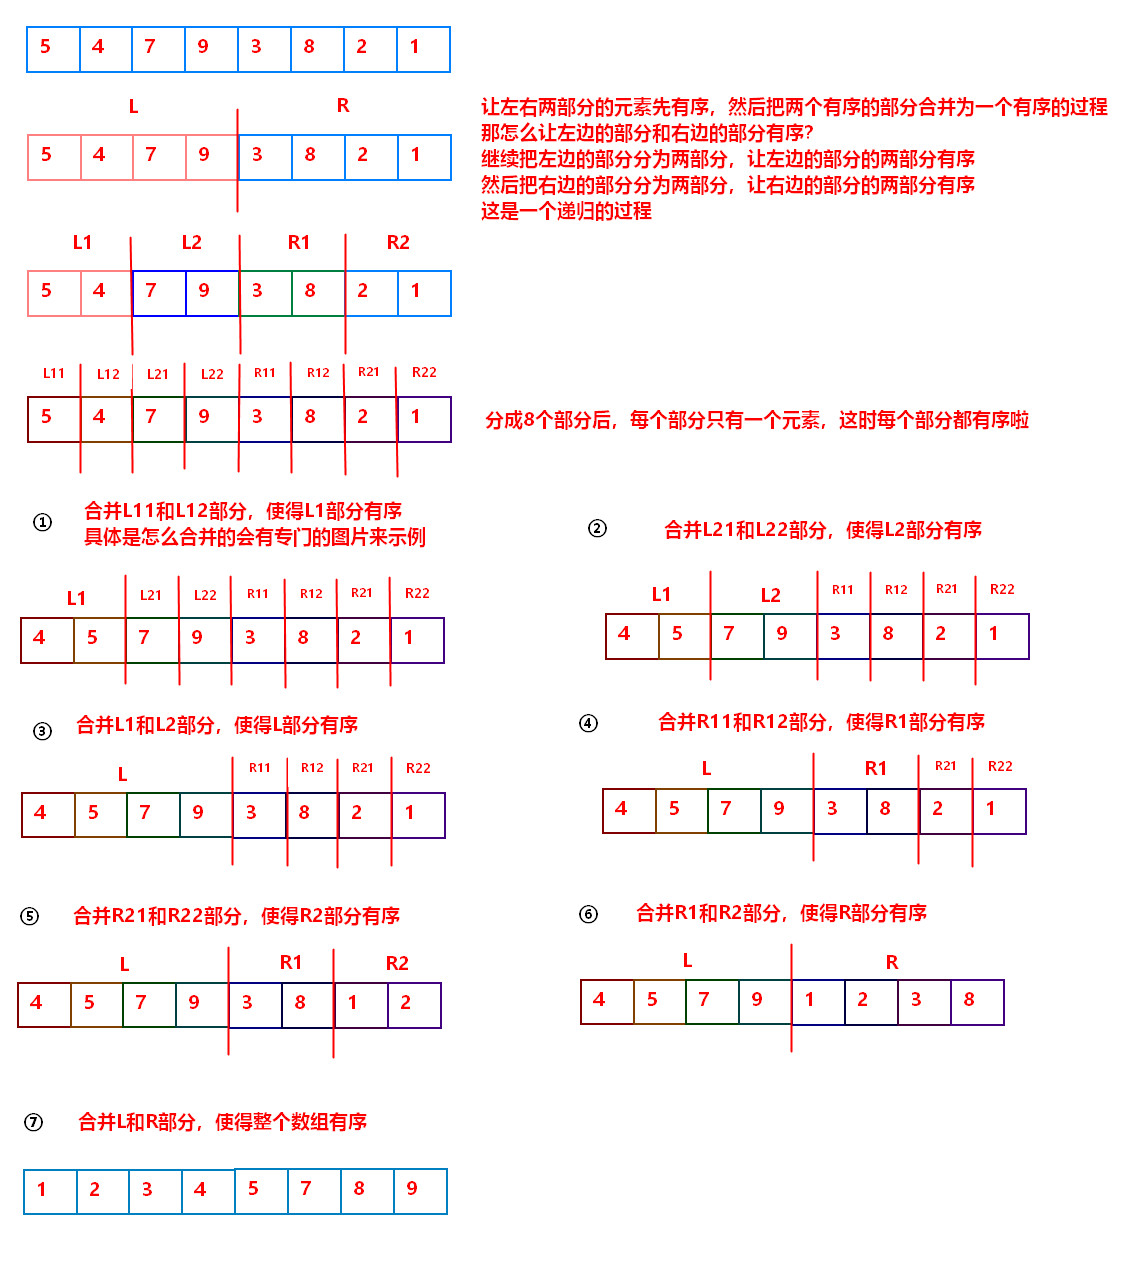 5 4 7 9 3 8 2 1
L R
5 4 7 9 3 8 2 1
让左右两部分的元素先有序，然后把两个有序的部分合并为一个有序的过程
那怎么让左边的部分和右边的部分有序?
继续把左边的部分分为两部分，让左边的部分的两部分有序
然后把右边的部分分为两部分，让右边的部分的两部分有序
这是一个递归的过程
L1 L2 R1 R2
5 4 7 9 3 8 2 1
L11 L12 L21 L22 R11 R12 R21 R22
5 4 7 9 3 8 2 1
分成8个部分后，每个部分只有一个元素，这时每个部分都有序啦
① 合并L11和L12部分，使得L1部分有序
具体是怎么合并的会有专门的图片来示例
L1 L21 L22 R11 R12 R21 R22
4 5 7 9 3 8 2 1
② 合并L21和L22部分，使得L2部分有序
L1 L2 R11 R12 R21 R22
4 5 7 9 3 8 2 1
③ 合并L1和L2部分，使得L部分有序
L R11 R12 R21 R22
4 5 7 9 3 8 2 1
④ 合并R11和R12部分，使得R1部分有序
L R1 R21 R22
4 5 7 9 3 8 2 1
⑤ 合并R21和R22部分，使得R2部分有序
L R1 R2
4 5 7 9 3 8 1 2
⑥ 合并R1和R2部分，使得R部分有序
L R
4 5 7 9 1 2 3 8
⑦ 合并L和R部分，使得整个数组有序
1 2 3 4 5 7 8 9